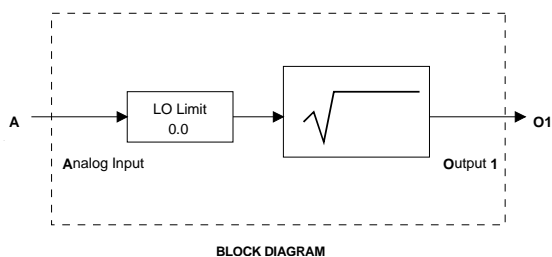 LO Limit
0.0
A
O1
Analog Input
Output 1
BLOCK DIAGRAM